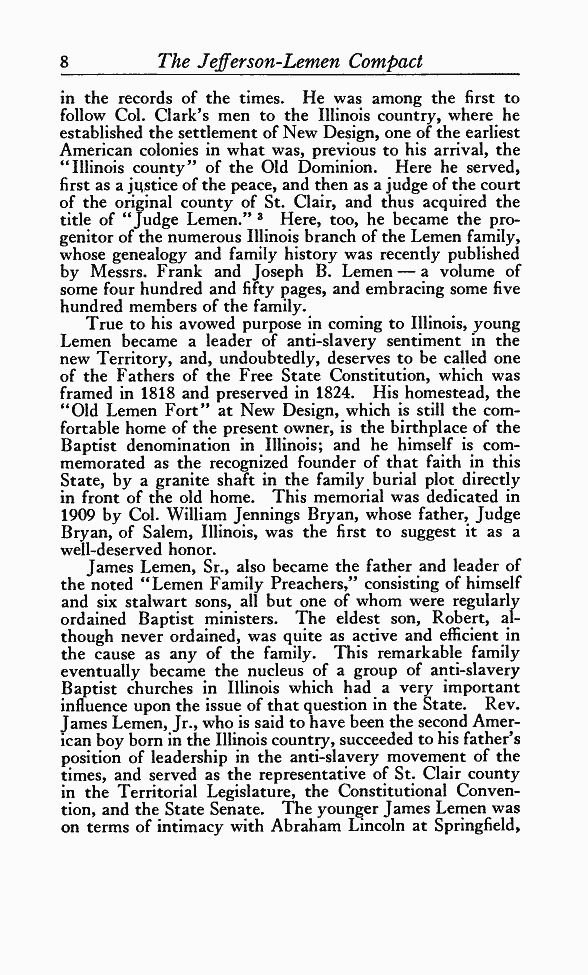 8 The Jefferson-Lemen Compact
in the records of the times. He was among the first to
follow Col. Clark's men to the Illinois country, where he
established the settlement of New Design, one of the earliest
American colonies in what was, previous to his arrival, the
"Illinois county" of the Old Dominion. Here he served,
first as a justice of the peace, and then as a judge of the court
of the original county of St. Clair, and thus acquired the
title of "Judge Lemen." ³ Here, too, he became the pro-
genitor of the numerous Illinois branch of the Lemen family,
whose genealogy and family history was recently published
by Messrs. Frank and Joseph B. Lemen — a volume of
some four hundred and fifty pages, and embracing some five
hundred members of the family.
True to his avowed purpose in coming to Illinois, young
Lemen became a leader of anti-slavery sentiment in the
new Territory, and, undoubtedly, deserves to be called one
of the Fathers of the Free State Constitution, which was
framed in 1818 and preserved in 1824. His homestead, the
"Old Lemen Fort" at New Design, which is still the com-
fortable home of the present owner, is the birthplace of the
Baptist denomination in Illinois; and he himself is com-
memorated as the recognized founder of that faith in this
State, by a granite shaft in the family burial plot directly
in front of the old home. This memorial was dedicated in
1909 by Col. William Jennings Bryan, whose father, Judge
Bryan, of Salem, Illinois, was the first to suggest it as a
well-deserved honor.
James Lemen, Sr., also became the father and leader of
the noted "Lemen Family Preachers," consisting of himself
and six stalwart sons, all but one of whom were regularly
ordained Baptist ministers. The eldest son, Robert, al-
though never ordained, was quite as active and efficient in
the cause as any of the family. This remarkable family
eventually became the nucleus of a group of anti-slavery
Baptist churches in Illinois which had a very important
influence upon the issue of that question in the State. Rev.
James Lemen, Jr., who is said to have been the second Amer-
ican boy born in the Illinois country, succeeded to his father's
position of leadership in the anti-slavery movement of the
times, and served as the representative of St. Clair county
in the Territorial Legislature, the Constitutional Conven-
tion, and the State Senate. The younger James Lemen was
on terms of intimacy with Abraham Lincoln at Springfield,